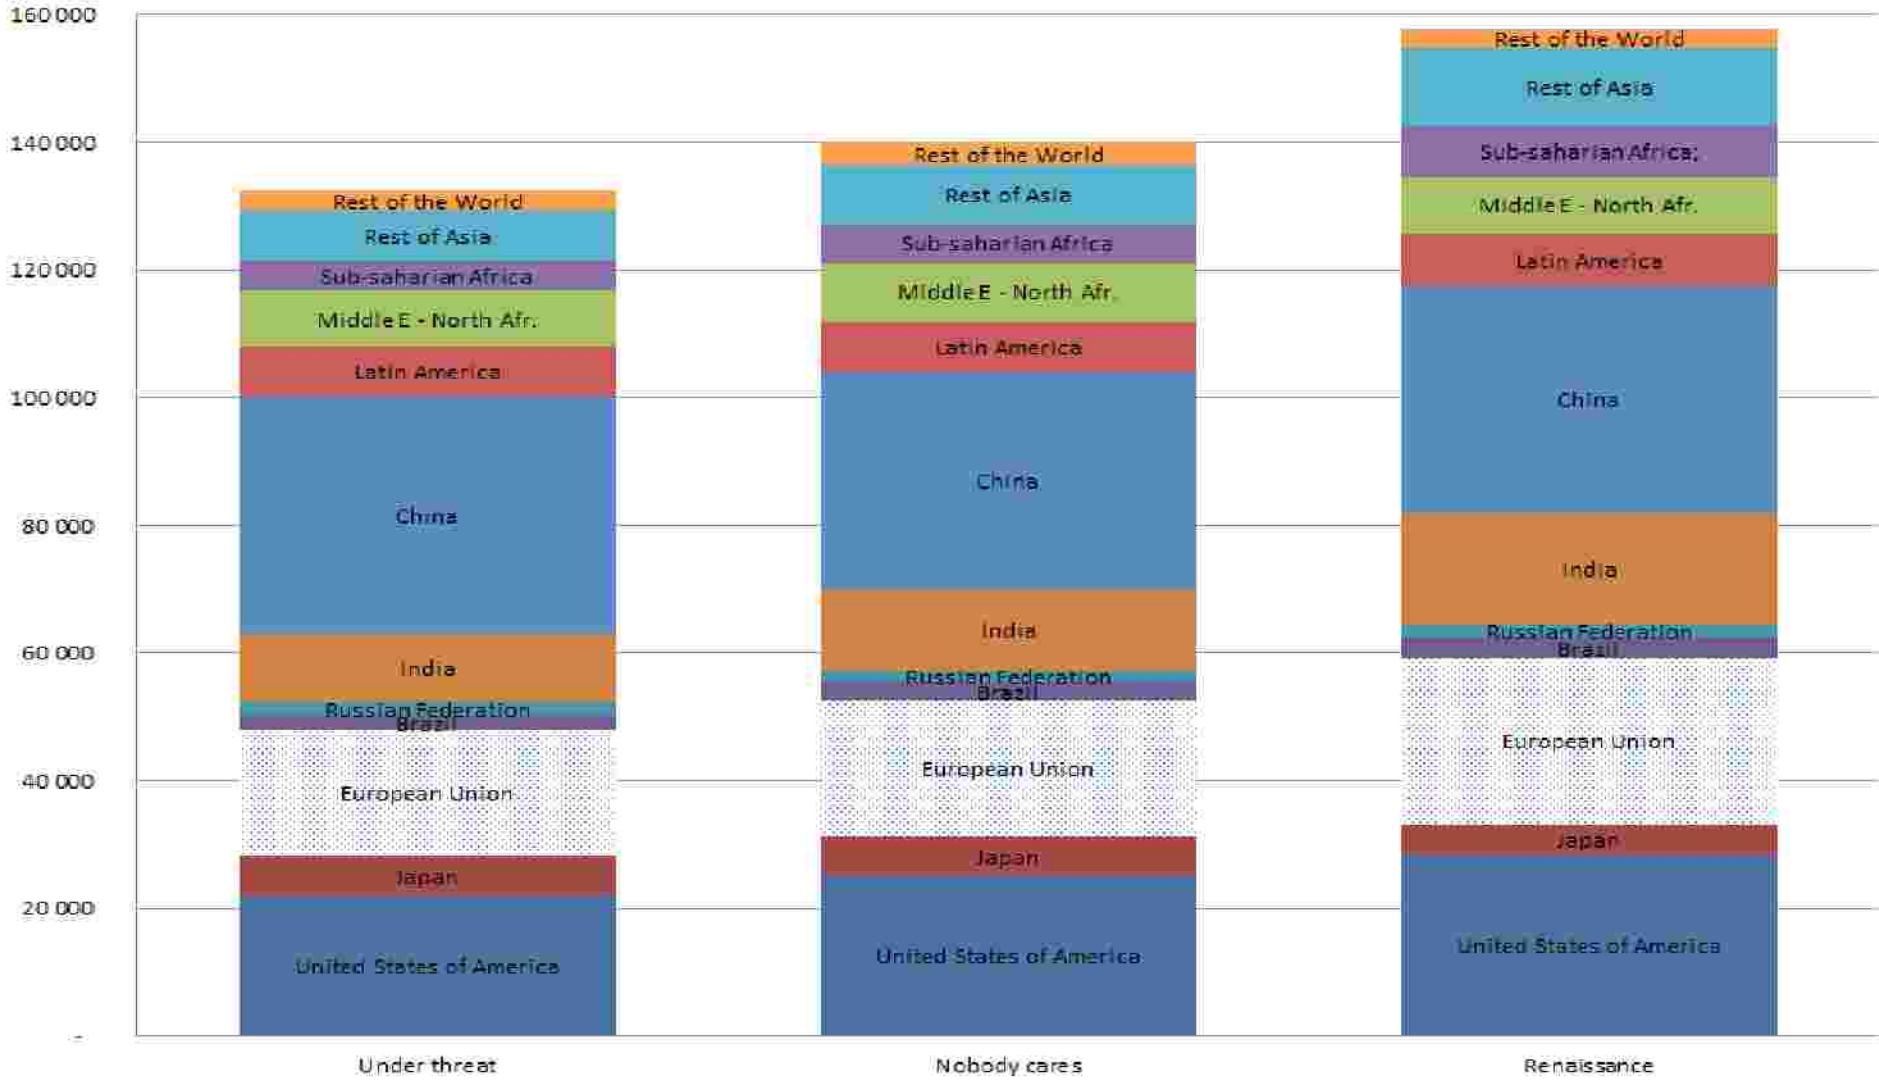 160 000
140 000
120 000
100 000
80 000
60 000
40 000
20 000
-
Rest of the World
Rest of Asia
Sub-saharian Africa
Middle E - North Afr.
Latin America
China
India
Russian Federation
Brazil
European Union
Japan
United States of America
Under threat
Rest of the World
Rest of Asia
Sub-saharian Africa
Middle E - North Afr.
Latin America
China
India
Russian Federation
Brazil
European Union
Japan
United States of America
Nobody cares
Rest of the World
Rest of Asia
Sub-saharian Africa;
Middle E - North Afr.
Latin America
China
India
Russian Federation
Brazil
European Union
Japan
United States of America
Renaissance